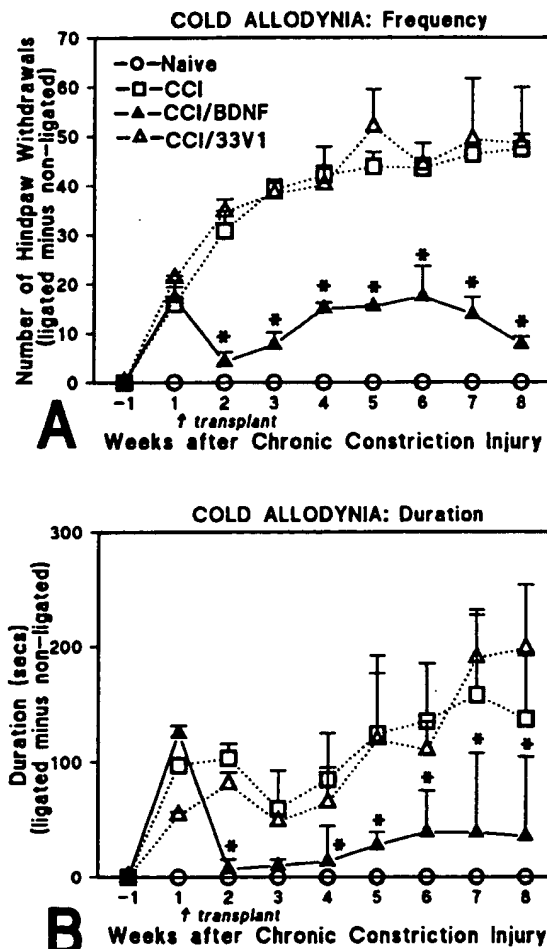 COLD ALLODYNIA: Frequency
70
60
50
40
30
20
10
0
Number of Hindpaw Withdrawals
(ligated minus non-ligated)
Naive
CCI
CCI/BDNF
CCI/33V1
* * * * * * *
-1 1 2 3 4 5 6 7 8
↑ transplant
A Weeks after Chronic Constriction Injury
COLD ALLODYNIA: Duration
300
200
100
0
Duration (secs)
(ligated minus non-ligated)
* * * * * *
-1 1 2 3 4 5 6 7 8
↑ transplant
B Weeks after Chronic Constriction Injury